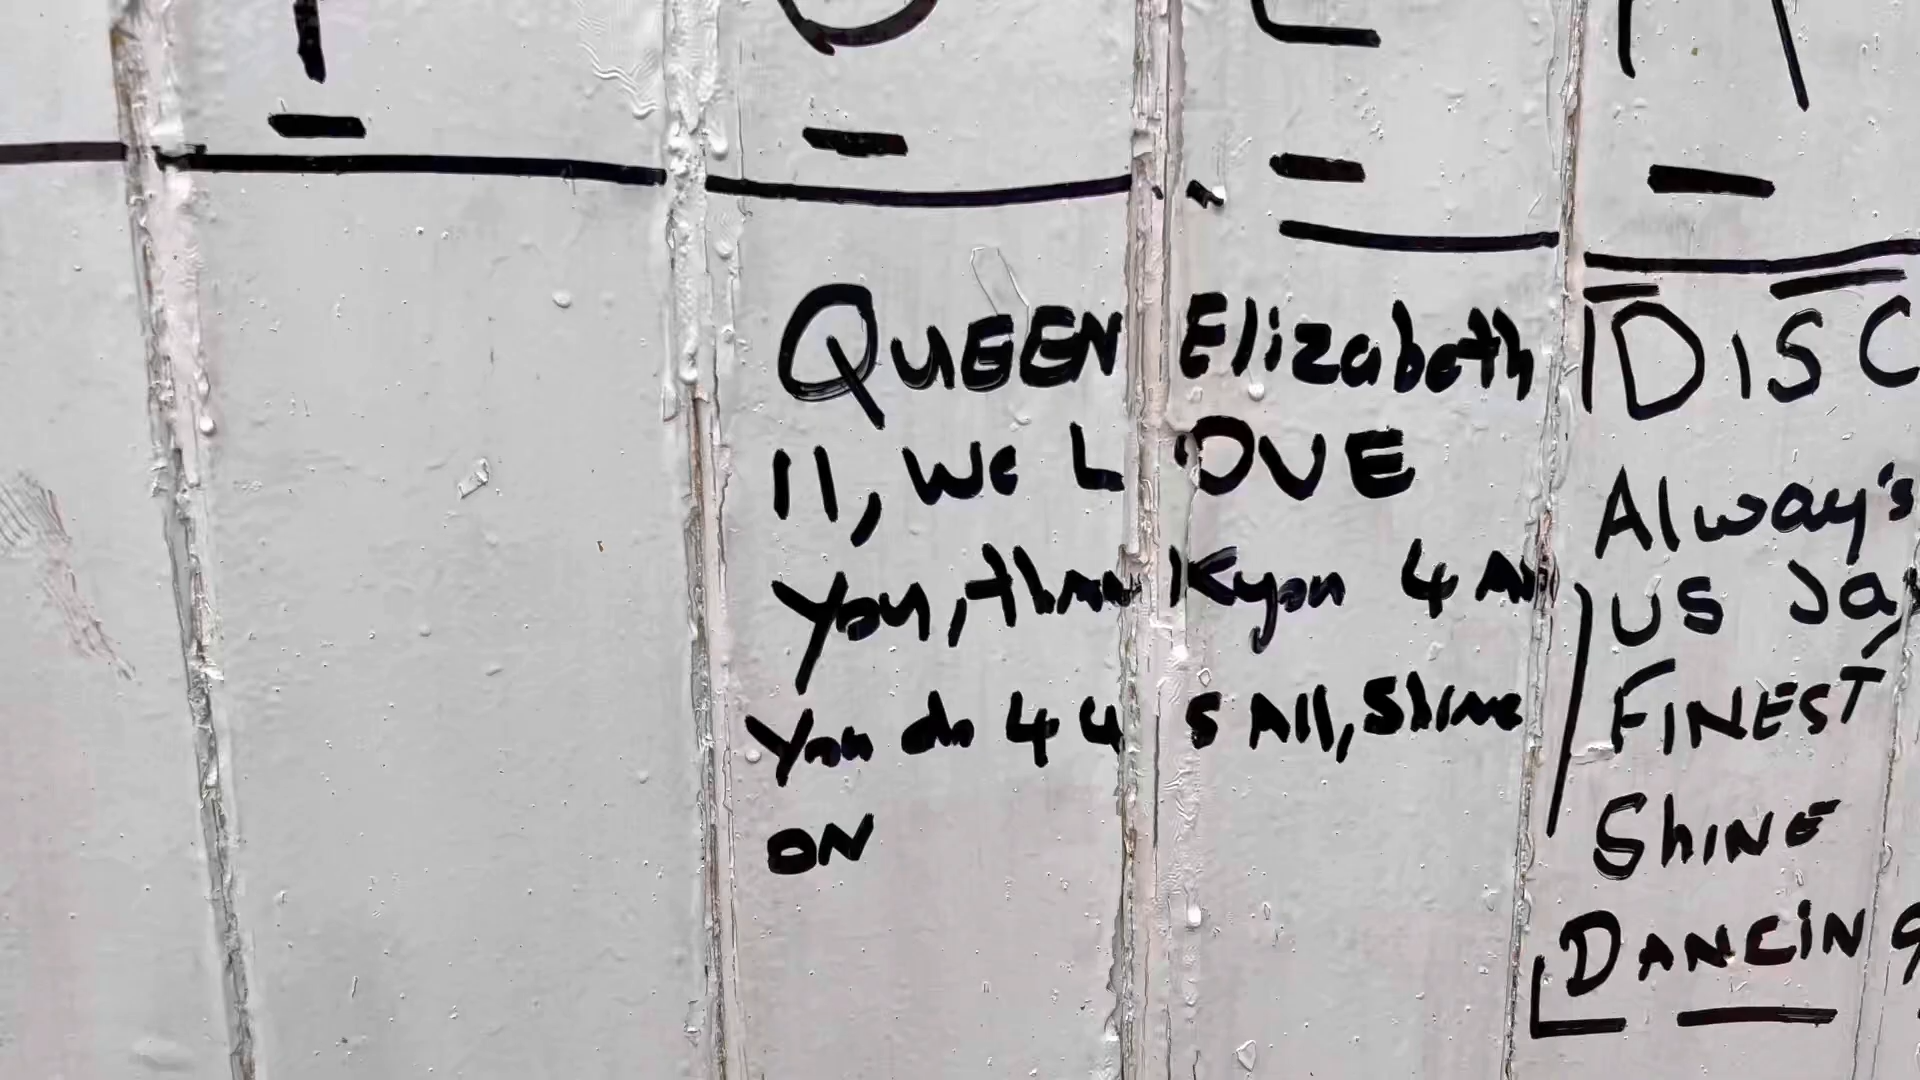 QUEEN Elizabeth
II, We LOVE
You, thankyou 4 All
You do 4 us All, Shine
ON
DISC
Always's
US
FINEST
ShINE
DANCIN